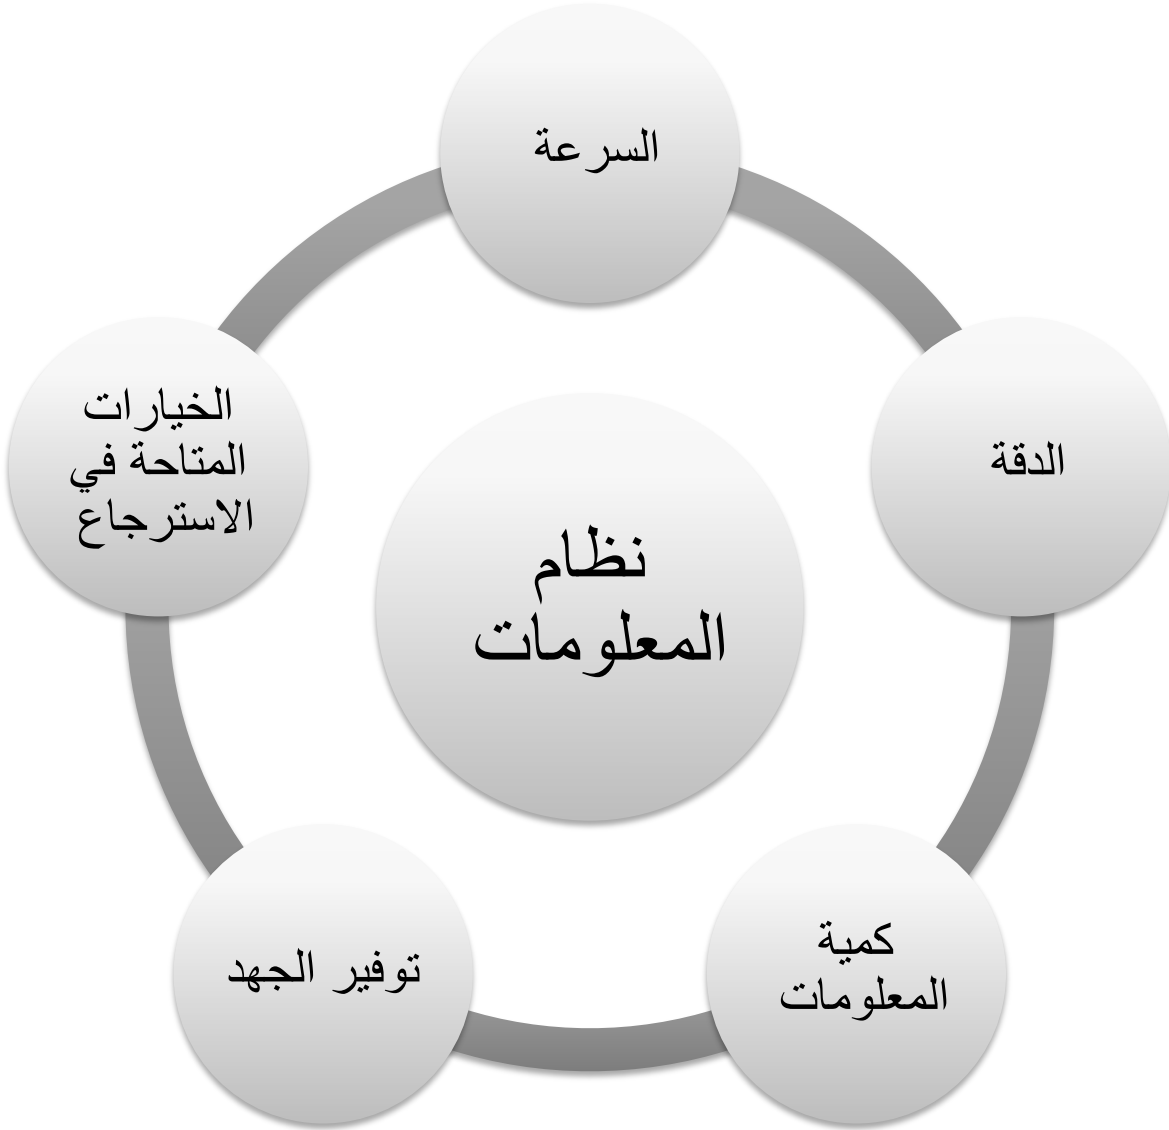 السرعة
الدقة
كمية
المعلومات
توفير الجهد
الخيارات
المتاحة في
الاسترجاع
نظام
المعلومات